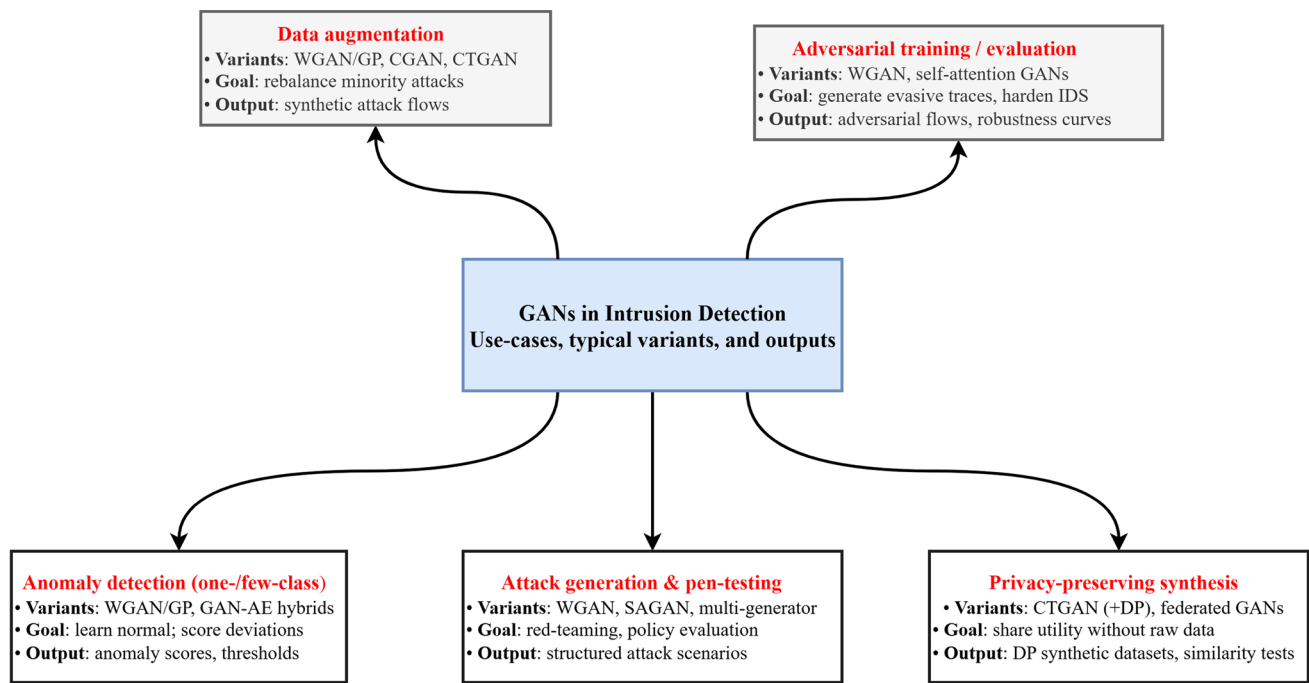 Data augmentation
• Variants: WGAN/GP, CGAN, CTGAN
• Goal: rebalance minority attacks
• Output: synthetic attack flows
Adversarial training / evaluation
• Variants: WGAN, self-attention GANs
• Goal: generate evasive traces, harden IDS
• Output: adversarial flows, robustness curves
GANs in Intrusion Detection
Use-cases, typical variants, and outputs
Anomaly detection (one-/few-class)
• Variants: WGAN/GP, GAN-AE hybrids
• Goal: learn normal; score deviations
• Output: anomaly scores, thresholds
Attack generation & pen-testing
• Variants: WGAN, SAGAN, multi-generator
• Goal: red-teaming, policy evaluation
• Output: structured attack scenarios
Privacy-preserving synthesis
• Variants: CTGAN (+DP), federated GANs
• Goal: share utility without raw data
• Output: DP synthetic datasets, similarity tests